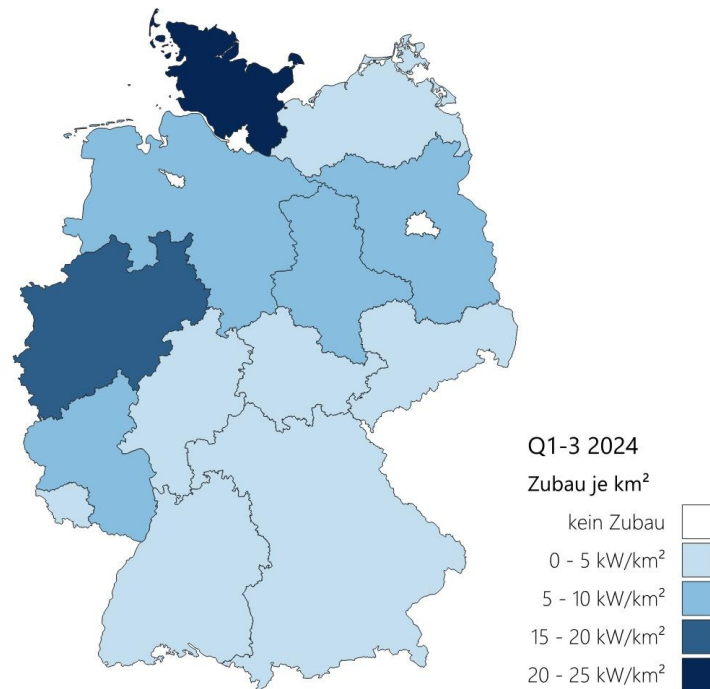 Q1-3 2024
Zubau je km²
kein Zubau
0 - 5 kW/km²
5 - 10 kW/km²
15 - 20 kW/km²
20 - 25 kW/km²